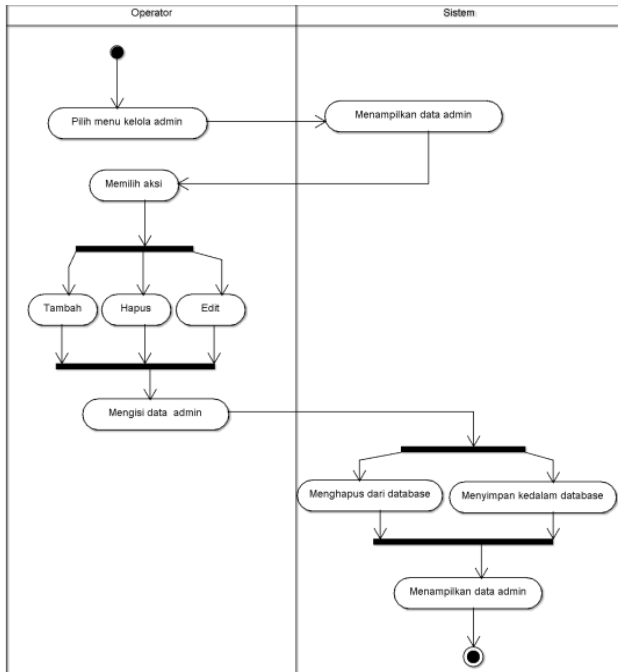 Operator
Sistem
Pilih menu kelola admin
Menampilkan data admin
Memilih aksi
Tambah
Hapus
Edit
Mengisi data admin
Menghapus dari database
Menyimpan kedalam database
Menampilkan data admin